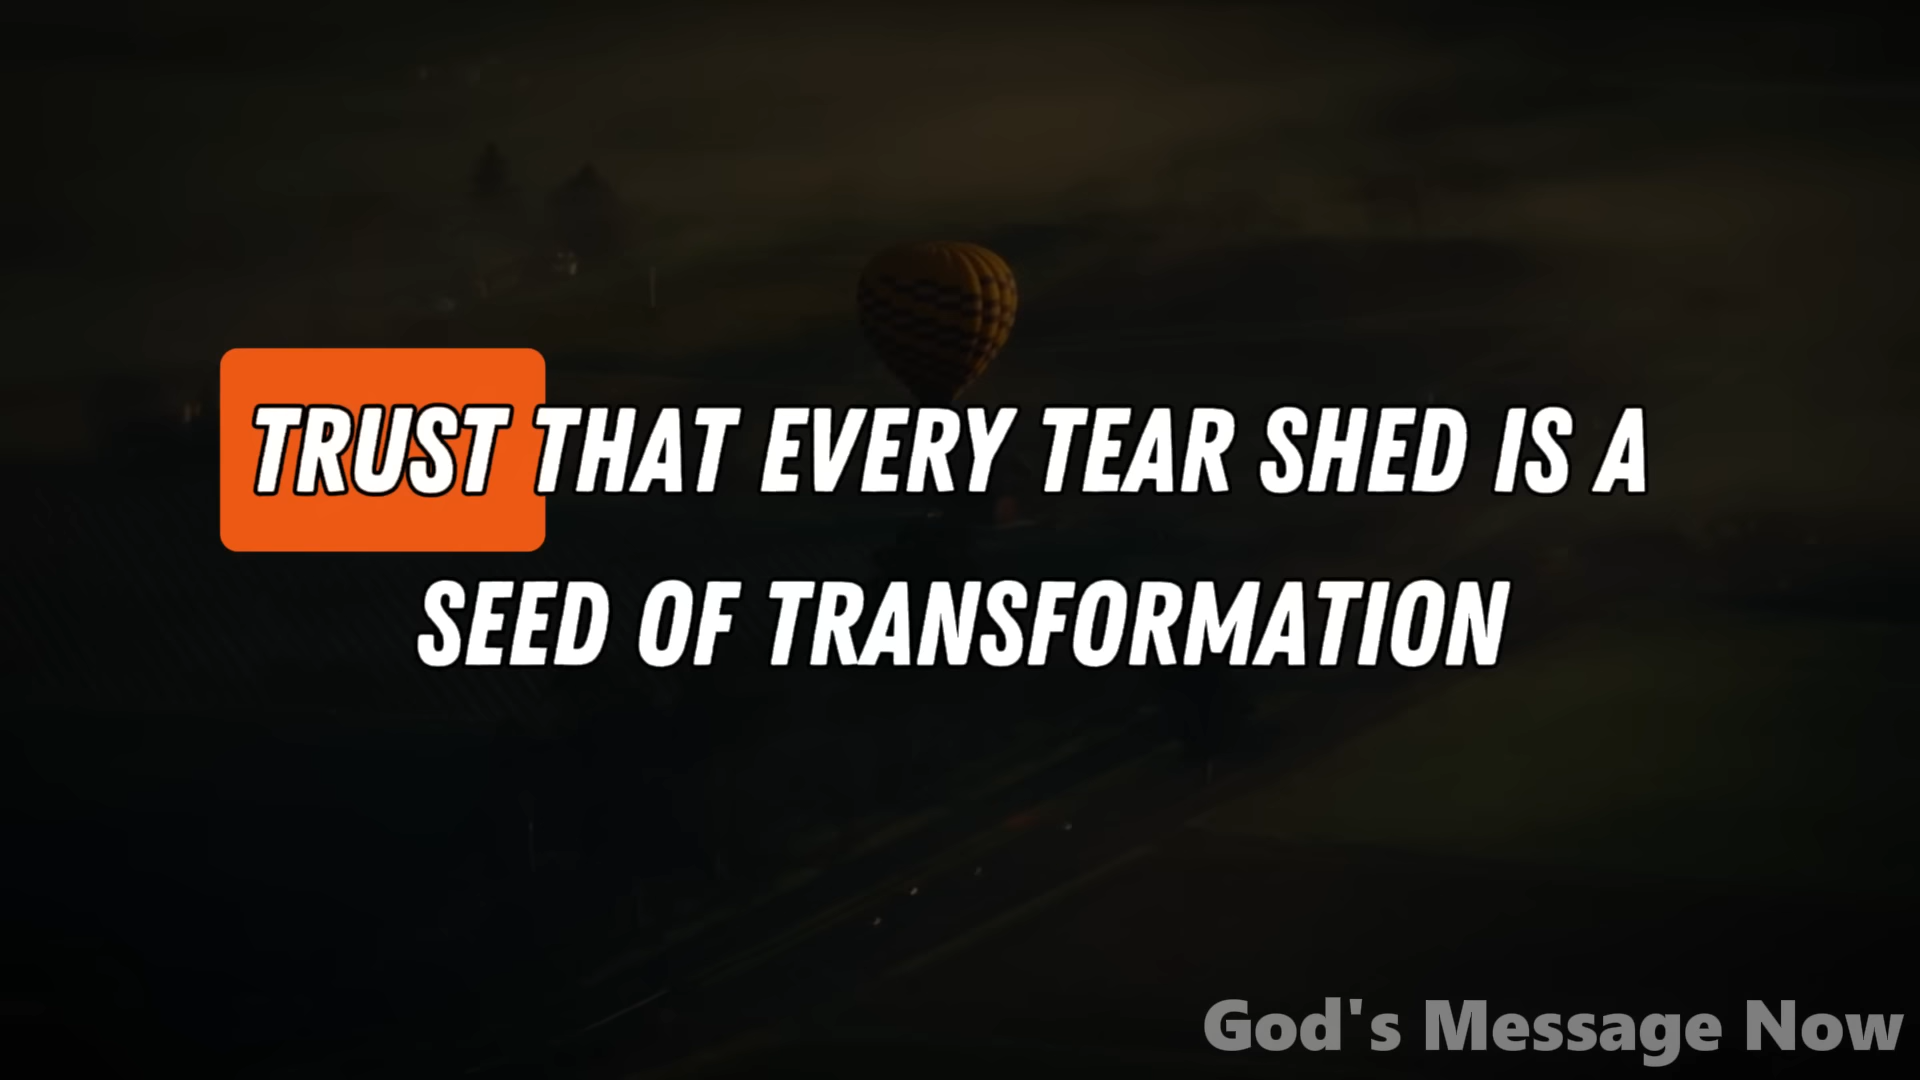 TRUST THAT EVERY TEAR SHED IS A
SEED OF TRANSFORMATION
God's Message Now